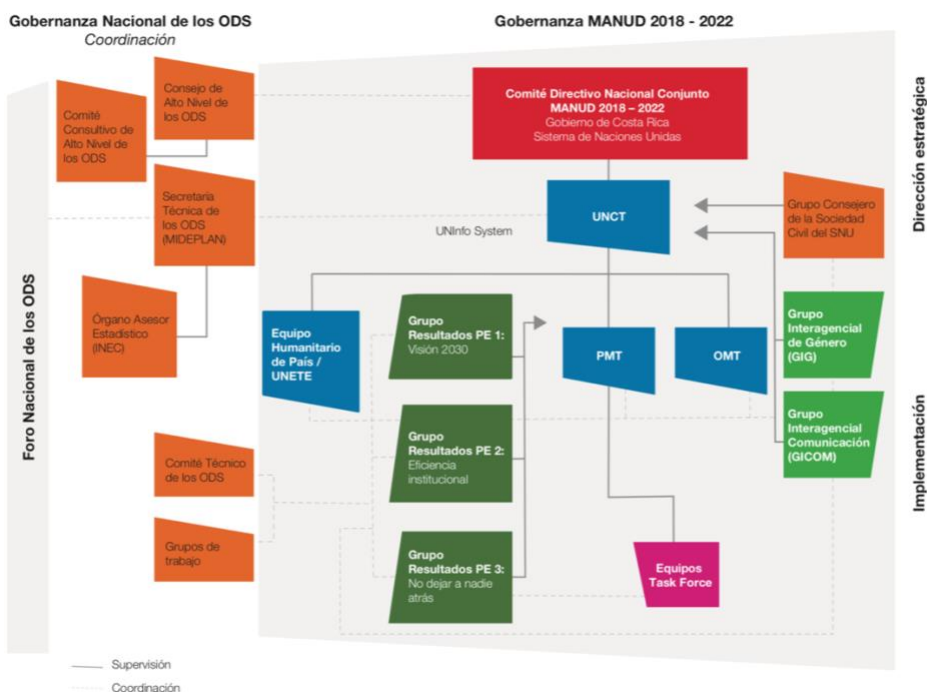 Gobernanza Nacional de los ODS
Coordinación
Gobernanza MANUD 2018 - 2022
Foro Nacional de los ODS
Comité
Consultivo de
Alto Nivel de
los ODS
Consejo de
Alto Nivel de
los ODS
Secretaría
Técnica de
los ODS
(MIDEPLAN)
Órgano Asesor
Estadístico
(INEC)
Comité Técnico
de los ODS
Grupos de
trabajo
Comité Directivo Nacional Conjunto
MANUD 2018 – 2022
Gobierno de Costa Rica
Sistema de Naciones Unidas
UNCT
UNInfo System
Grupo Consejero
de la Sociedad
Civil del SNU
Equipo
Humanitario
de País /
UNETE
Grupo
Resultados PE 1:
Visión 2030
Grupo
Resultados PE 2:
Eficiencia
institucional
Grupo
Resultados PE 3:
No dejar a nadie
atrás
PMT
OMT
Grupo
Interagencial
de Género
(GIG)
Grupo
Interagencial
Comunicación
(GICOM)
Equipos
Task Force
Dirección estratégica
Implementación
Supervisión
Coordinación